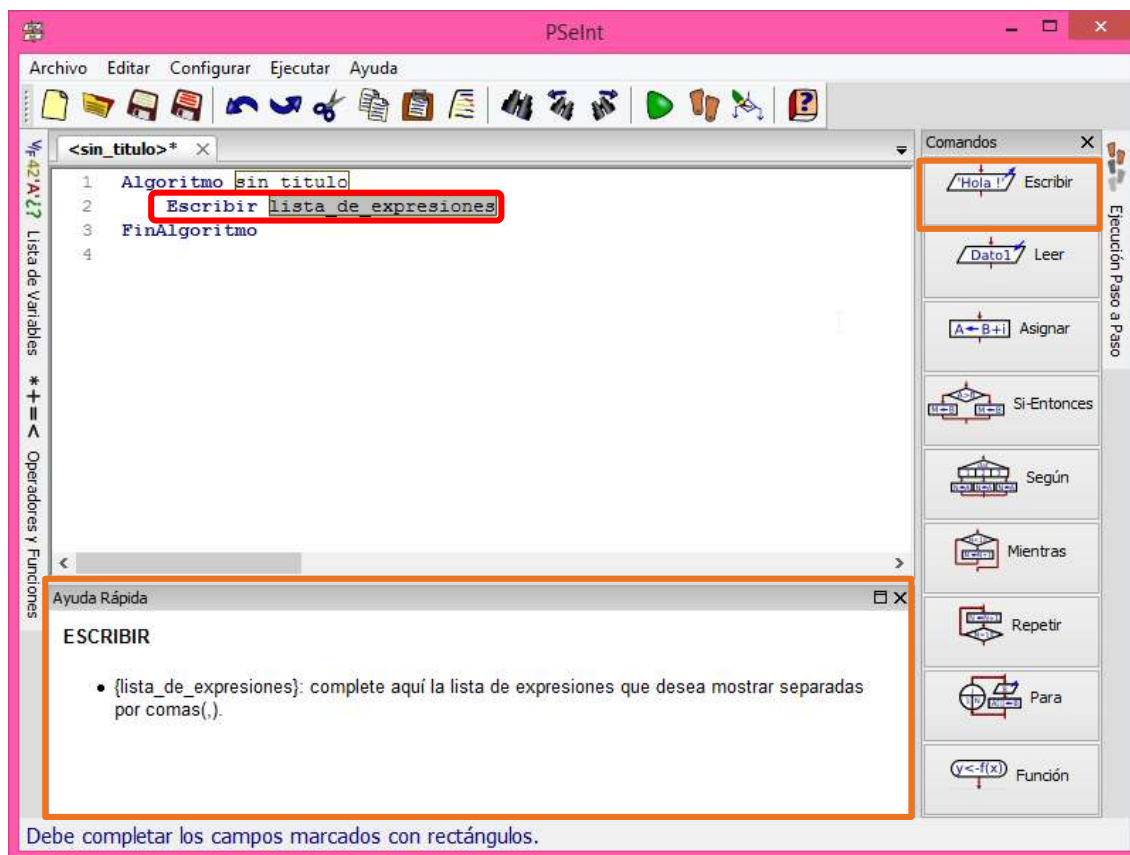 PSeInt
Archivo Editar Configurar Ejecutar Ayuda
<sin_titulo>*
1 Algoritmo sin_titulo
2 Escribir lista_de_expresiones
3 FinAlgoritmo
4
Lista de Variables
*+=< Operadores y Funciones
Ayuda Rápida
ESCRIBIR
• {lista_de_expresiones}: complete aquí la lista de expresiones que desea mostrar separadas
por comas(,).
Comandos
'Hola !' Escribir
Dato1 Leer
A←B+i Asignar
Si-Entonces
Según
Mientras
Repetir
Para
y<-f(x) Función
Ejecución Paso a Paso
Debe completar los campos marcados con rectángulos.